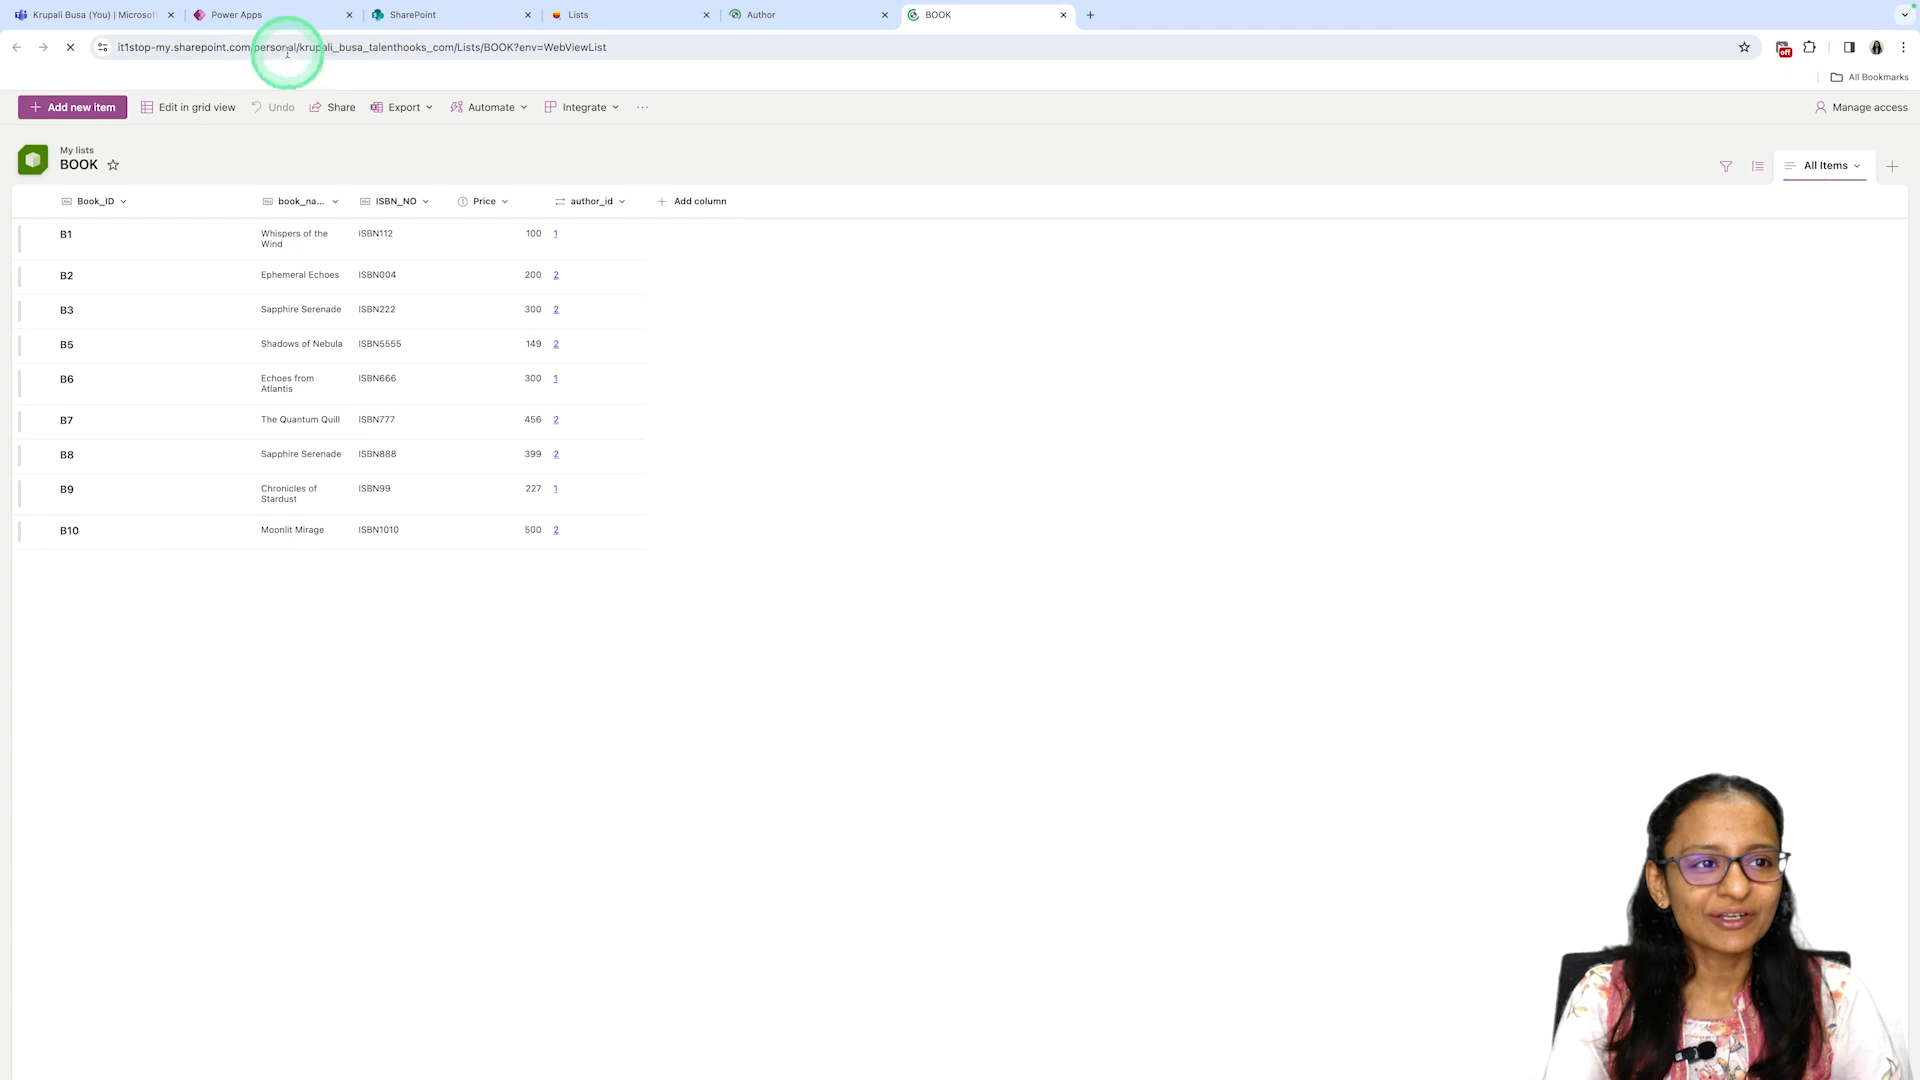 Krupali Busa (You) | Microsof
Power Apps
SharePoint
Lists
Author
BOOK
it1stop-my.sharepoint.com/personal/krupali_busa_talenthooks_com/Lists/BOOK?env=WebViewList
off
All Bookmarks
Add new item
Edit in grid view
Undo
Share
Export
Automate
Integrate
Manage access
My lists
BOOK
All Items
Book_ID book_na... ISBN_NO Price author_id Add column
B1 Whispers of the Wind ISBN112 100 1
B2 Ephemeral Echoes ISBN004 200 2
B3 Sapphire Serenade ISBN222 300 2
B5 Shadows of Nebula ISBN5555 149 2
B6 Echoes from Atlantis ISBN666 300 1
B7 The Quantum Quill ISBN777 456 2
B8 Sapphire Serenade ISBN888 399 2
B9 Chronicles of Stardust ISBN99 227 1
B10 Moonlit Mirage ISBN1010 500 2